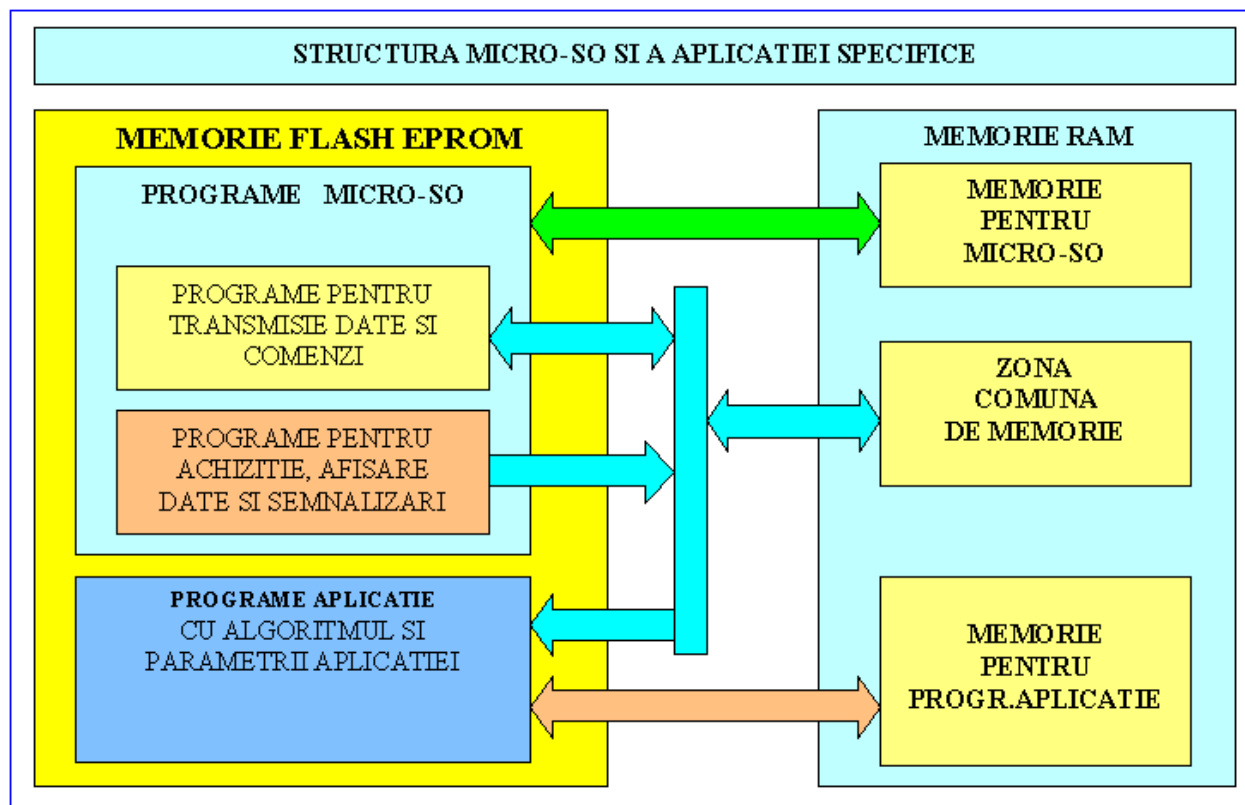 STRUCTURA MICRO-SO SI A APLICATIEI SPECIFICE
MEMORIE FLASH EPROM
PROGRAME MICRO-SO
PROGRAME PENTRU
TRANSMISIE DATE SI
COMENZI
PROGRAME PENTRU
ACHIZITIE, AFISARE
DATE SI SEMNALIZARI
PROGRAME APLICATIE
CU ALGORITMUL SI
PARAMETRII APLICATIEI
MEMORIE RAM
MEMORIE
PENTRU
MICRO-SO
ZONA
COMUNA
DE MEMORIE
MEMORIE
PENTRU
PROGR.APLICATIE